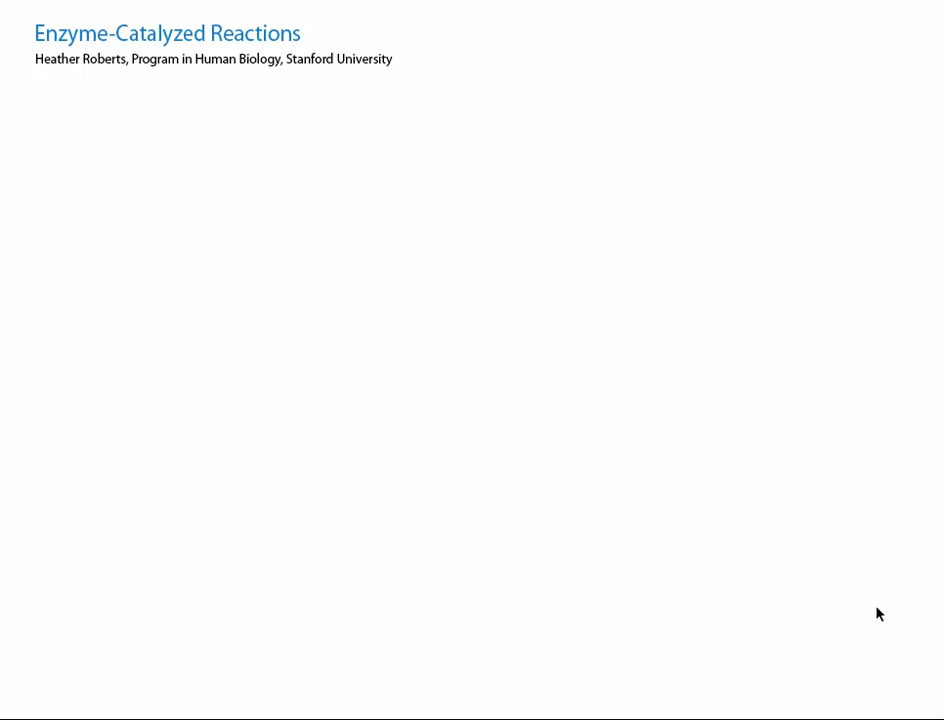 Enzyme-Catalyzed Reactions
Heather Roberts, Program in Human Biology, Stanford University